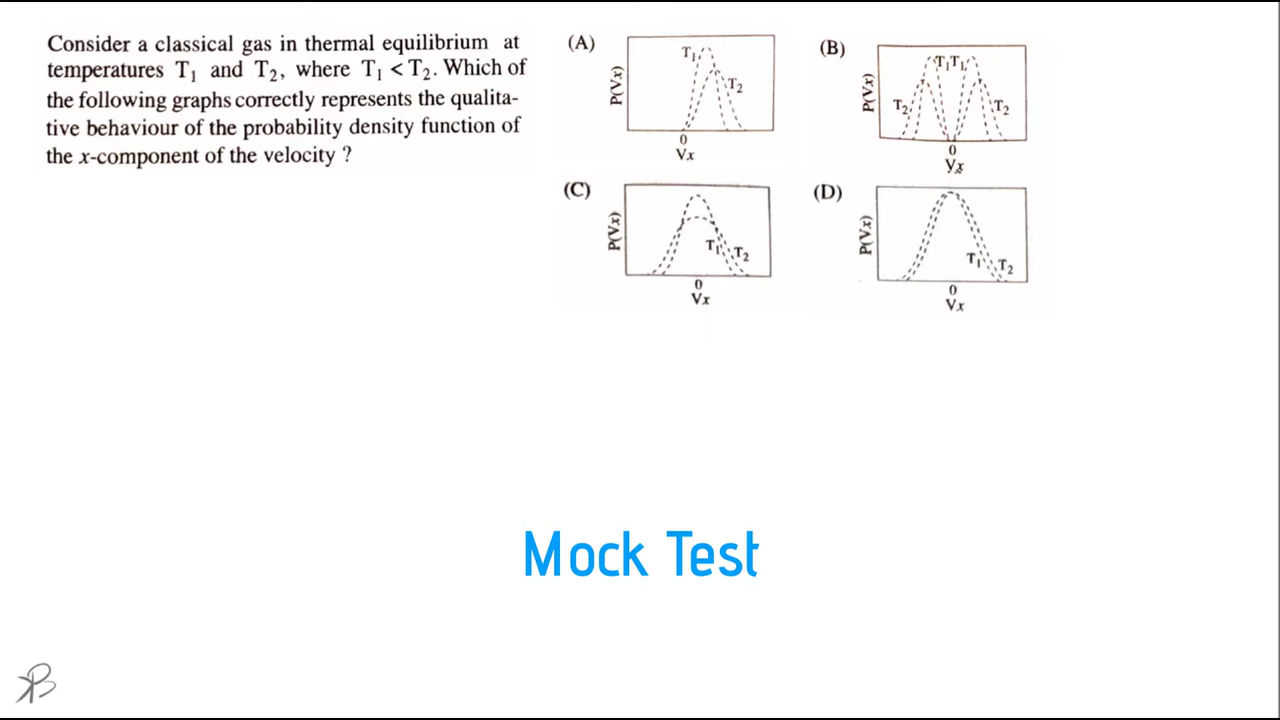 Consider a classical gas in thermal equilibrium at
temperatures T₁ and T₂, where T₁ < T₂. Which of
the following graphs correctly represents the qualita-
tive behaviour of the probability density function of
the x-component of the velocity ?
(A)
P(Vx)
T₁
T₂
0
Vx
(B)
P(Vx)
T₁T₁
T₂
T₂
0
Vx
(C)
P(Vx)
T₁
T₂
0
Vx
(D)
P(Vx)
T₁
T₂
0
Vx
Mock Test